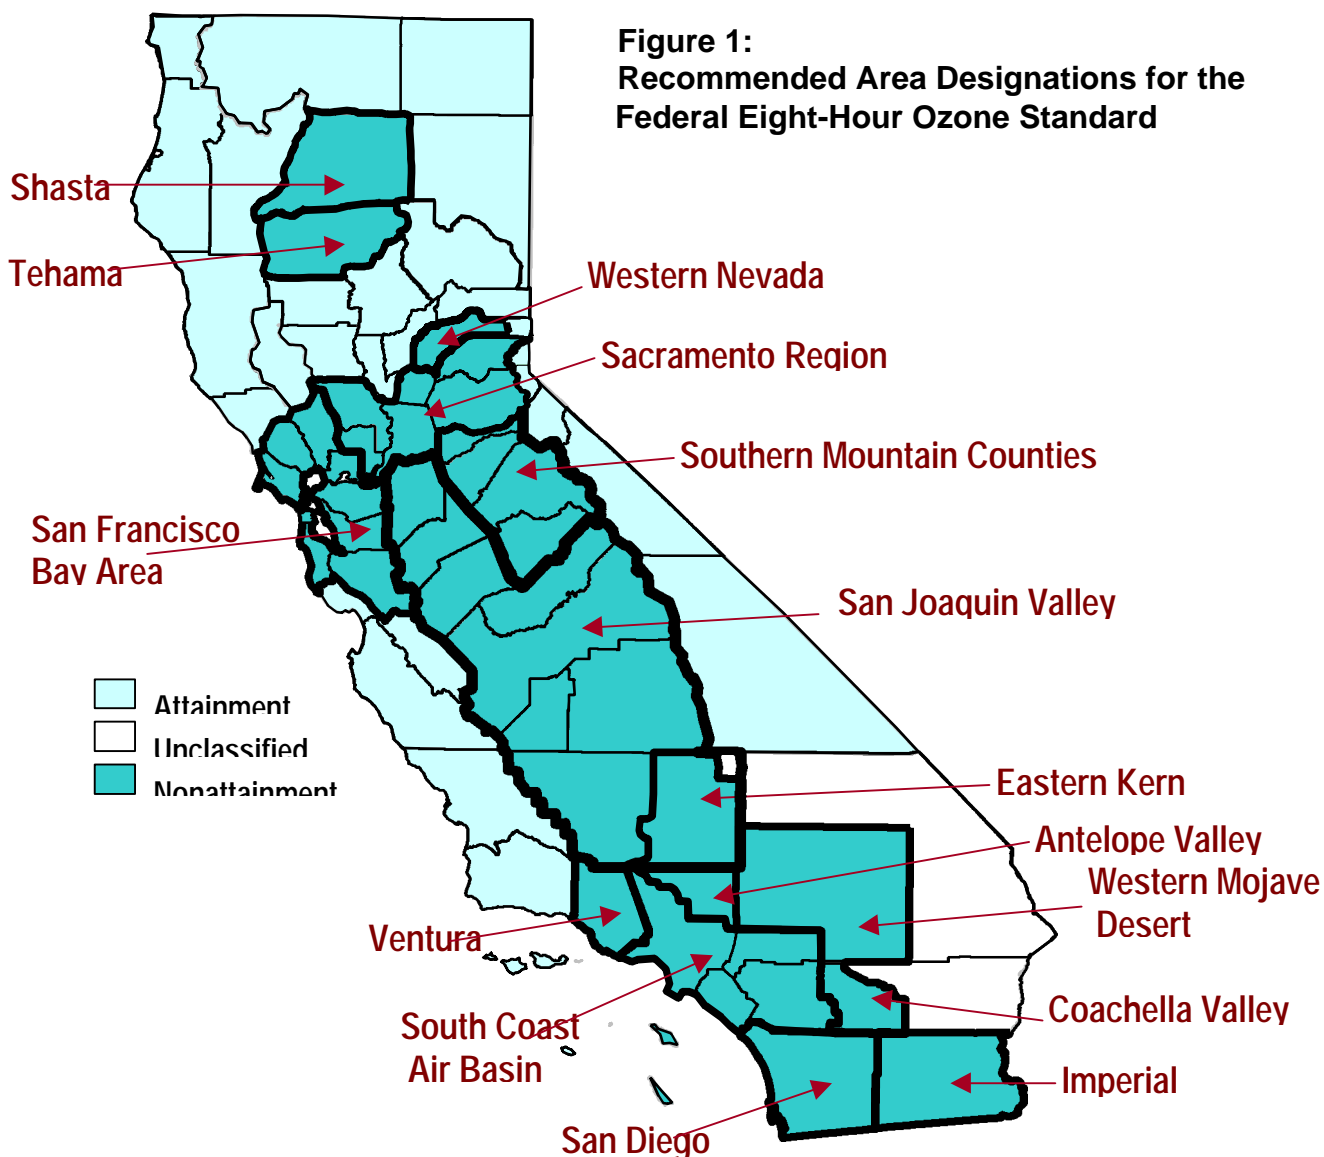 Figure 1:
Recommended Area Designations for the
Federal Eight-Hour Ozone Standard
Shasta
Tehama
Western Nevada
Sacramento Region
Southern Mountain Counties
San Francisco
Bay Area
San Joaquin Valley
Attainment
Unclassified
Nonattainment
Eastern Kern
Antelope Valley
Western Mojave
Desert
Ventura
Coachella Valley
South Coast
Air Basin
Imperial
San Diego